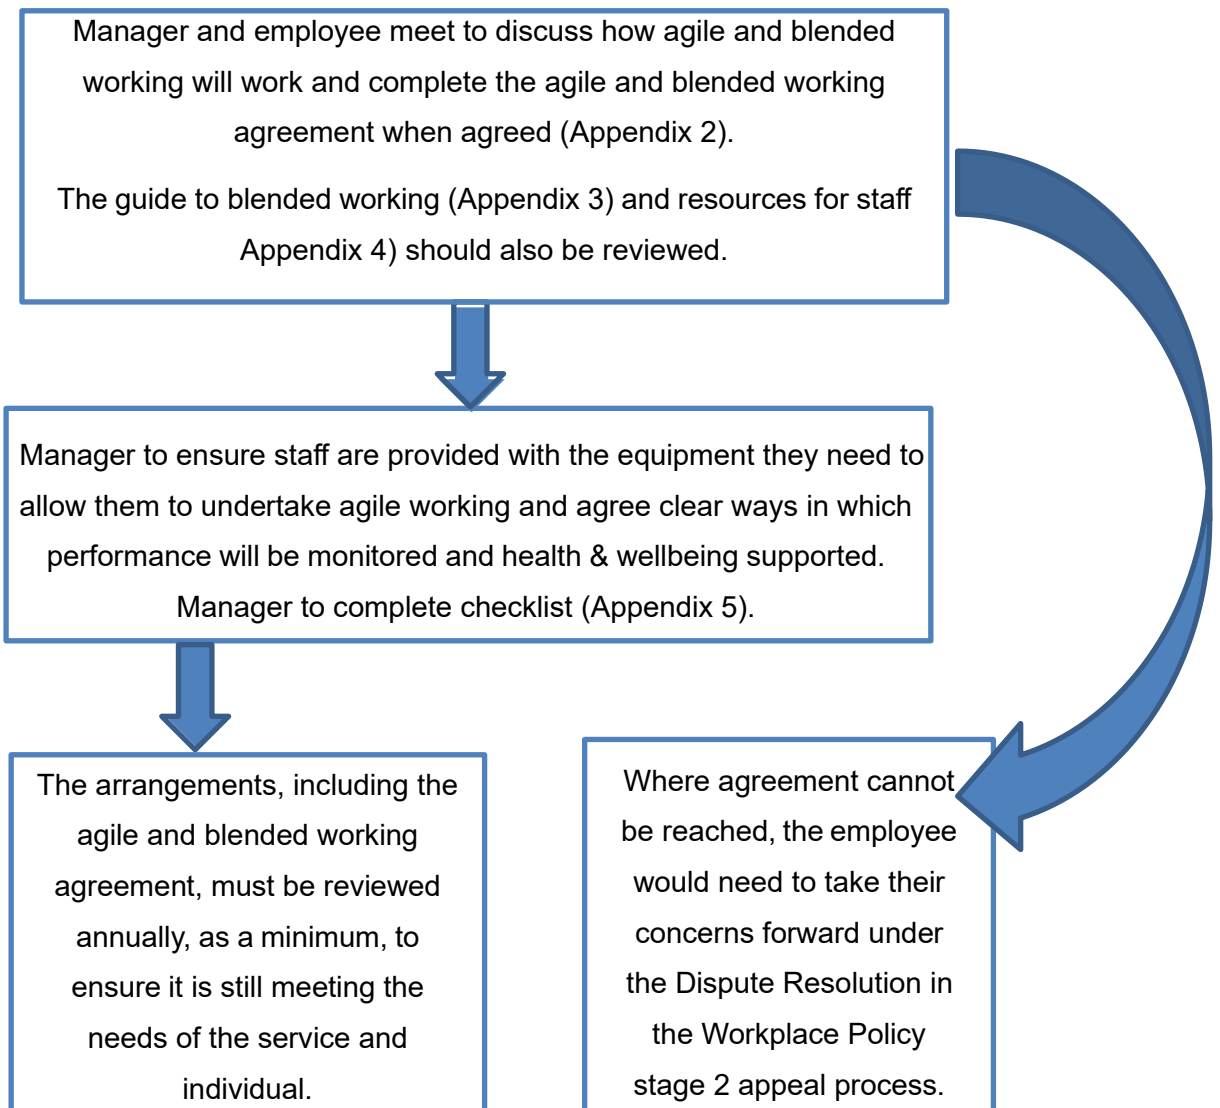 Manager and employee meet to discuss how agile and blended
working will work and complete the agile and blended working
agreement when agreed (Appendix 2).
The guide to blended working (Appendix 3) and resources for staff
Appendix 4) should also be reviewed.
Manager to ensure staff are provided with the equipment they need to
allow them to undertake agile working and agree clear ways in which
performance will be monitored and health & wellbeing supported.
Manager to complete checklist (Appendix 5).
The arrangements, including the
agile and blended working
agreement, must be reviewed
annually, as a minimum, to
ensure it is still meeting the
needs of the service and
individual.
Where agreement cannot
be reached, the employee
would need to take their
concerns forward under
the Dispute Resolution in
the Workplace Policy
stage 2 appeal process.